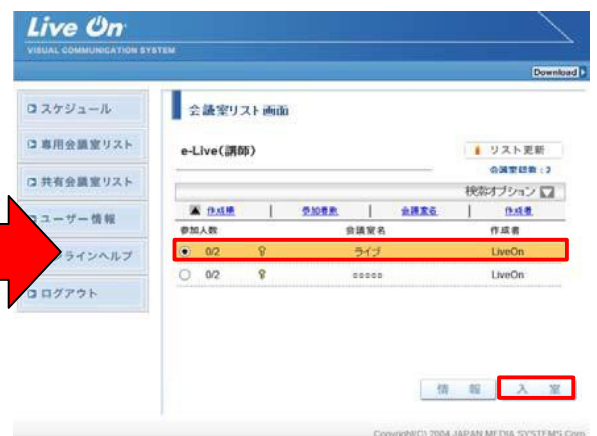 Live On
VISUAL COMMUNICATION SYSTEM
Download
スケジュール
会議室リスト画面
専用会議室リスト
e-Live(講師)
リスト更新
会議室総数 : 2
共有会議室リスト
検索オプション
ユーザー情報
作成順 | 参加者数 | 会議室名 | 作成者
参加人数 会議室名 作成者
ラインヘルプ
0/2 ライブ LiveOn
0/2 ooooo LiveOn
ログアウト
情 報 入 室
Copyright(C) 2004 JAPAN MEDIA SYSTEMS Corp